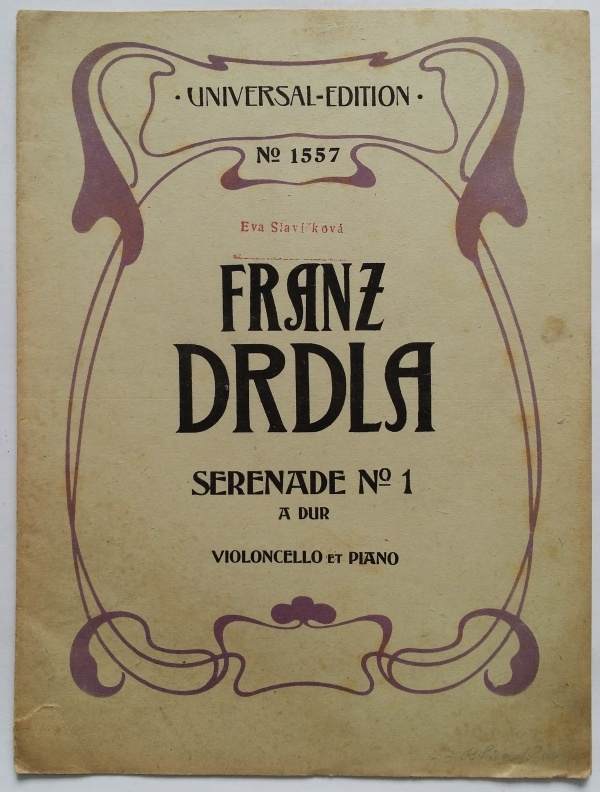 · UNIVERSAL-EDITION ·
Nº 1557
Eva Slavíčková
FRANZ
DRDLA
SERENADE Nº 1
A DUR
VIOLONCELLO ET PIANO